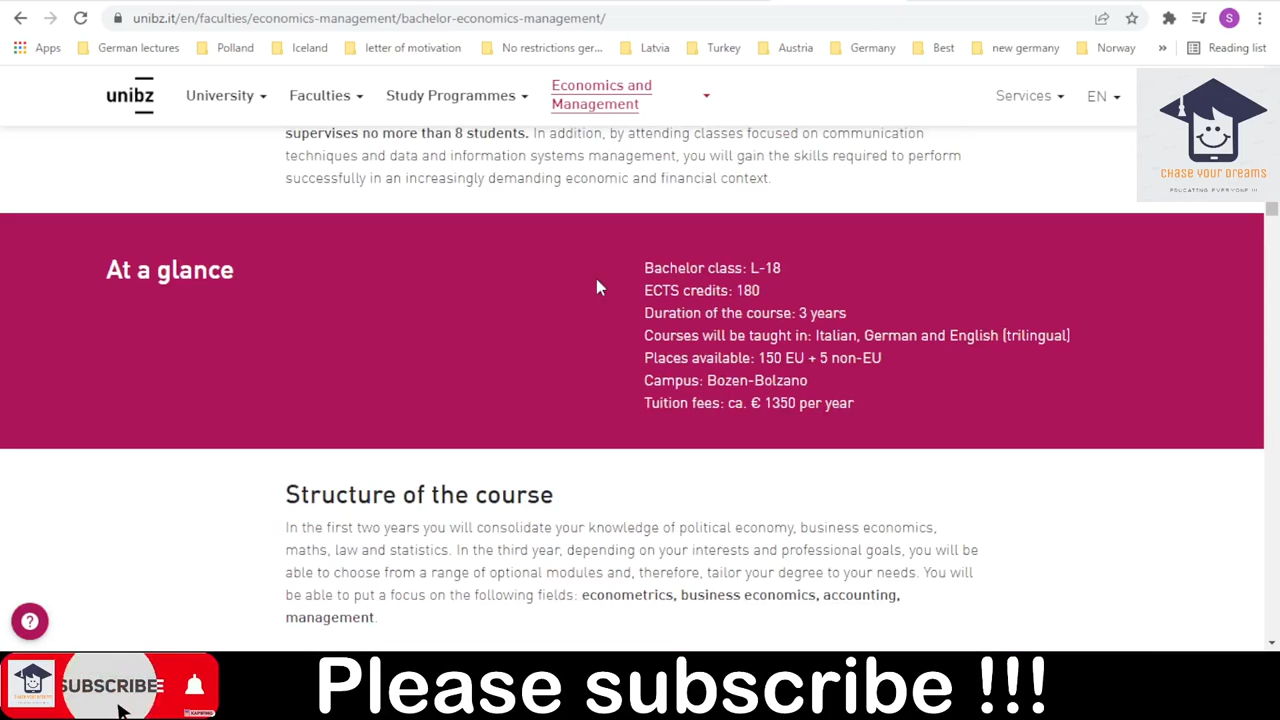 unibz.it/en/faculties/economics-management/bachelor-economics-management/
S
Apps
German lectures
Polland
Iceland
letter of motivation
No restrictions ger...
Latvia
Turkey
Austria
Germany
Best
new germany
Norway
»
Reading list
unibz
University
Faculties
Study Programmes
Economics and
Management
Services
EN
CHASE YOUR DREAMS
EDUCATING EVERYONE !!!
supervises no more than 8 students. In addition, by attending classes focused on communication
techniques and data and information systems management, you will gain the skills required to perform
successfully in an increasingly demanding economic and financial context.
At a glance
Bachelor class: L-18
ECTS credits: 180
Duration of the course: 3 years
Courses will be taught in: Italian, German and English (trilingual)
Places available: 150 EU + 5 non-EU
Campus: Bozen-Bolzano
Tuition fees: ca. € 1350 per year
Structure of the course
In the first two years you will consolidate your knowledge of political economy, business economics,
maths, law and statistics. In the third year, depending on your interests and professional goals, you will be
able to choose from a range of optional modules and, therefore, tailor your degree to your needs. You will
be able to put a focus on the following fields: econometrics, business economics, accounting,
management.
?
SUBSCRIBE
Please subscribe !!!